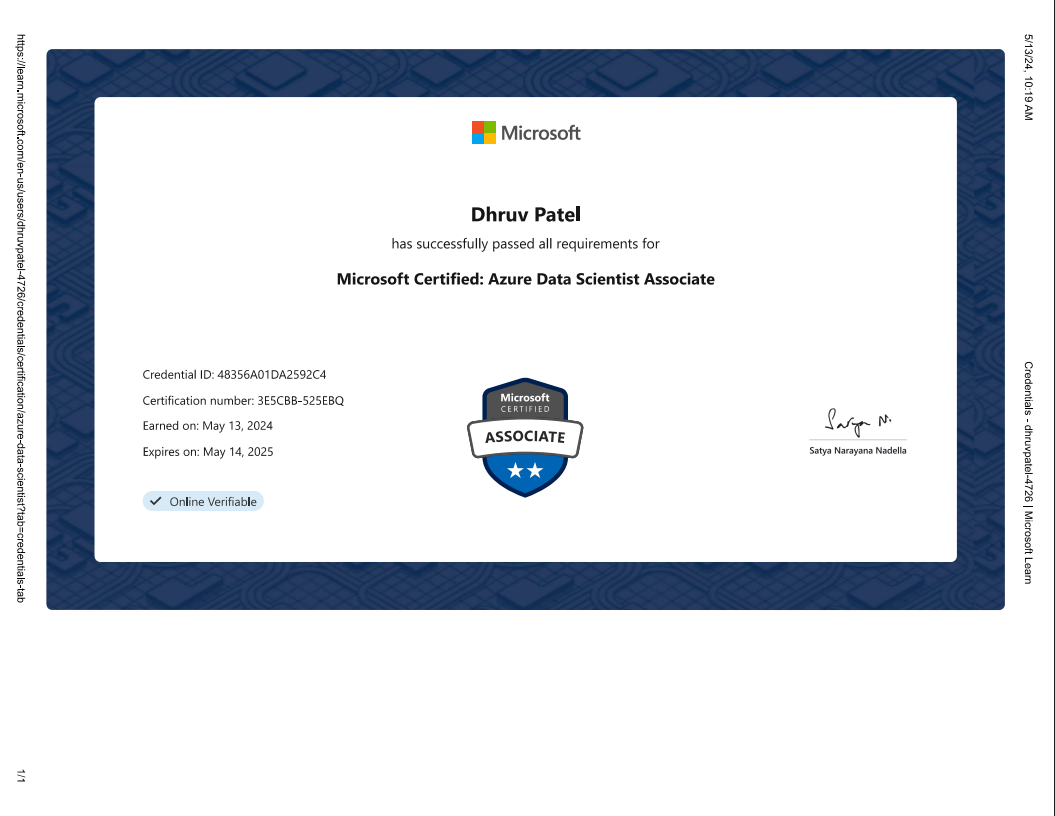 5/13/24, 10:19 AM
Credentials - dhruvpatel-4726 | Microsoft Learn
Microsoft
Dhruv Patel
has successfully passed all requirements for
Microsoft Certified: Azure Data Scientist Associate
Credential ID: 48356A01DA2592C4
Certification number: 3E5CBB-525EBQ
Earned on: May 13, 2024
Expires on: May 14, 2025
Online Verifiable
Microsoft
CERTIFIED
ASSOCIATE
Satya N.
Satya Narayana Nadella
https://learn.microsoft.com/en-us/users/dhruvpatel-4726/credentials/certification/azure-data-scientist?tab=credentials-tab
1/1